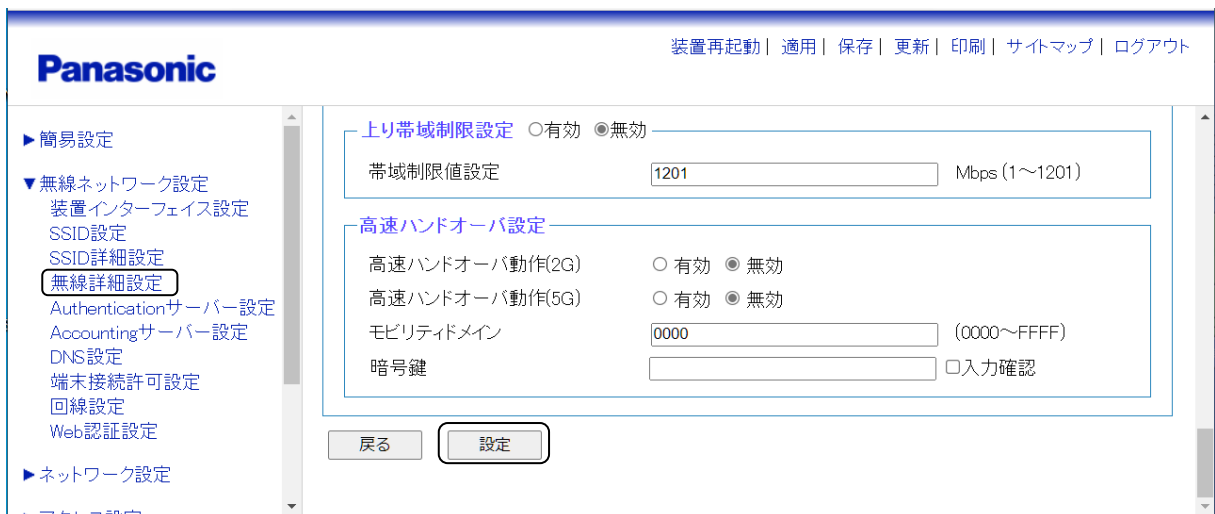 装置再起動| 適用| 保存| 更新| 印刷| サイトマップ| ログアウト
Panasonic
▶簡易設定
▼無線ネットワーク設定
装置インターフェイス設定
SSID設定
SSID詳細設定
無線詳細設定
Authenticationサーバー設定
Accountingサーバー設定
DNS設定
端末接続許可設定
回線設定
Web認証設定
▶ネットワーク設定
上り帯域制限設定 ○有効 ◉無効
帯域制限値設定 1201 Mbps (1～1201)
高速ハンドオーバ設定
高速ハンドオーバ動作(2G) ○ 有効 ◉ 無効
高速ハンドオーバ動作(5G) ○ 有効 ◉ 無効
モビリティドメイン 0000 (0000～FFFF)
暗号鍵 □入力確認
戻る 設定